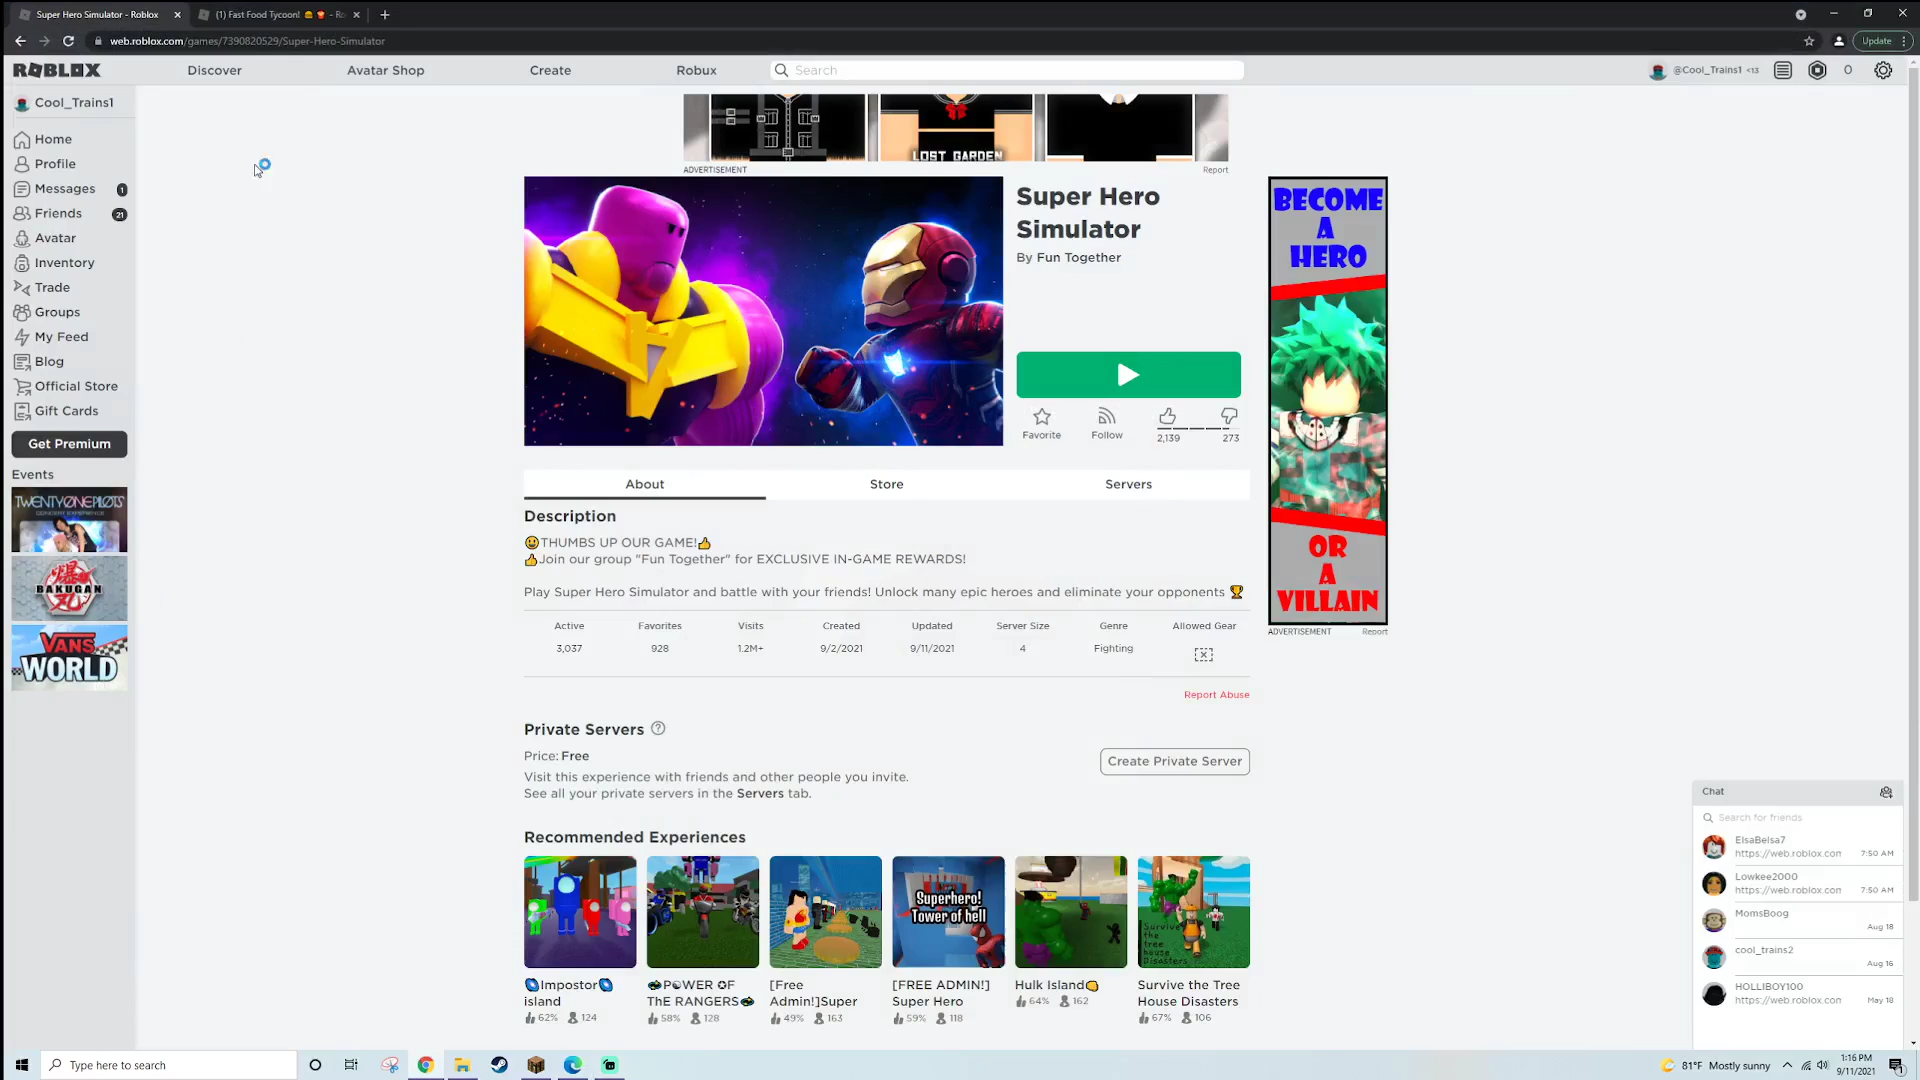 Super Hero Simulator - Roblox
(1) Fast Food Tycoon! 🍔 🍟 - Ro
web.roblox.com/games/7390820529/Super-Hero-Simulator
Update
ROBLOX
Discover
Avatar Shop
Create
Robux
Search
@Cool_Trains1 <13
0
Cool_Trains1
Home
Profile
Messages 1
Friends 21
Avatar
Inventory
Trade
Groups
My Feed
Blog
Official Store
Gift Cards
Get Premium
Events
TWENTY ONE PILOTS
CONCERT EXPERIENCE
BAKUGAN
VANS
WORLD
LOST GARDEN
ADVERTISEMENT
Report
Super Hero
Simulator
By Fun Together
Favorite
Follow
2,139
273
BECOME
A
HERO
OR
A
VILLAIN
ADVERTISEMENT
Report
About
Store
Servers
Description
😃THUMBS UP OUR GAME!👍
👍Join our group "Fun Together" for EXCLUSIVE IN-GAME REWARDS!
Play Super Hero Simulator and battle with your friends! Unlock many epic heroes and eliminate your opponents 🏆
Active Favorites Visits Created Updated Server Size Genre Allowed Gear
3,037 928 1.2M+ 9/2/2021 9/11/2021 4 Fighting
Report Abuse
Private Servers
Price: Free
Visit this experience with friends and other people you invite.
See all your private servers in the Servers tab.
Create Private Server
Recommended Experiences
Superhero!
Tower of hell
Survive
the
tree
house
Disasters
Impostor
island
62% 124
POWER OF
ThE RANGERS
58% 128
[Free
Admin!]Super
49% 163
[FREE ADMIN!]
Super Hero
59% 118
Hulk Island
64% 162
Survive the Tree
House Disasters
67% 106
Chat
Search for friends
ElsaBelsa7
https://web.roblox.com 7:50 AM
Lowkee2000
https://web.roblox.com 7:50 AM
MomsBoog
Aug 18
cool_trains2
Aug 16
HOLLIBOY100
https://web.roblox.com May 18
Type here to search
81°F Mostly sunny
1:16 PM
9/11/2021